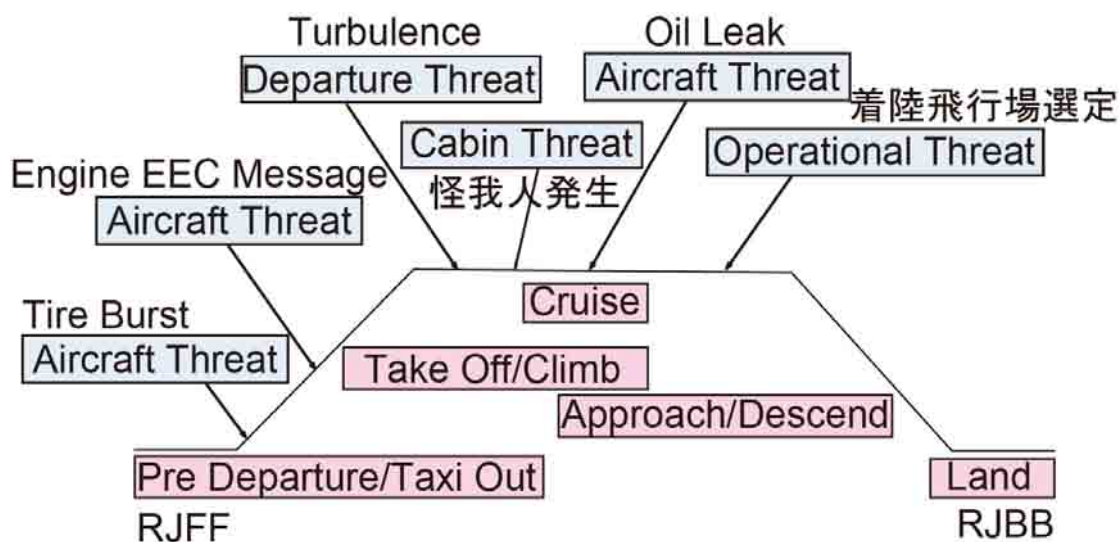 Turbulence
Departure Threat
Oil Leak
Aircraft Threat
着陸飛行場選定
Operational Threat
Cabin Threat
怪我人発生
Engine EEC Message
Aircraft Threat
Tire Burst
Aircraft Threat
Cruise
Take Off/Climb
Approach/Descend
Pre Departure/Taxi Out
Land
RJFF
RJBB